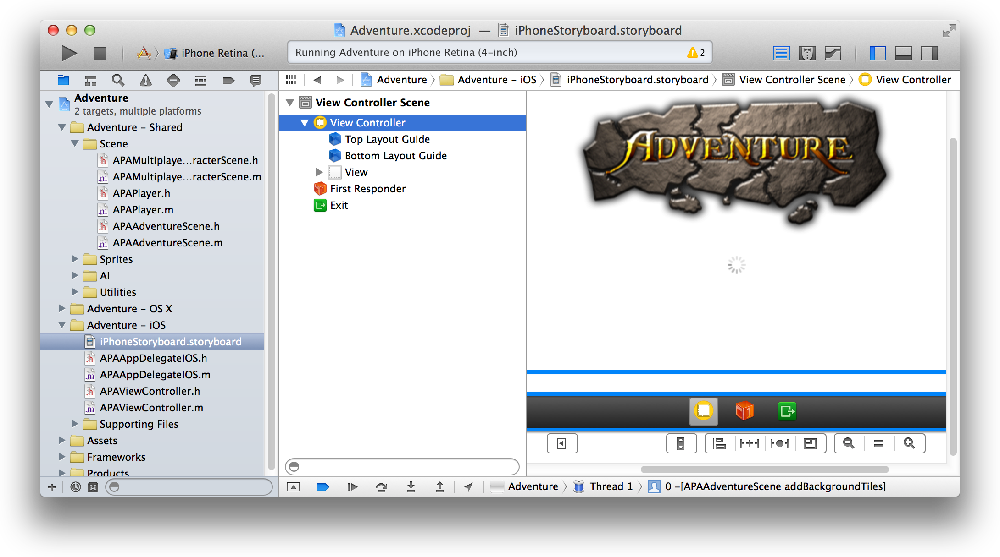 Adventure.xcodeproj — iPhoneStoryboard.storyboard
iPhone Retina (...
Running Adventure on iPhone Retina (4-inch)
2
Adventure
Adventure – iOS
iPhoneStoryboard.storyboard
View Controller Scene
View Controller
Adventure
2 targets, multiple platforms
Adventure – Shared
Scene
APAMultiplaye...racterScene.h
APAMultiplaye...racterScene.m
APAPlayer.h
APAPlayer.m
APAAdventureScene.h
APAAdventureScene.m
Sprites
AI
Utilities
Adventure – OS X
Adventure – iOS
iPhoneStoryboard.storyboard
APAAppDelegateIOS.h
APAAppDelegateIOS.m
APAViewController.h
APAViewController.m
Supporting Files
Assets
Frameworks
Products
View Controller Scene
View Controller
Top Layout Guide
Bottom Layout Guide
View
First Responder
Exit
ADVENTURE
Adventure
Thread 1
0 -[APAAdventureScene addBackgroundTiles]